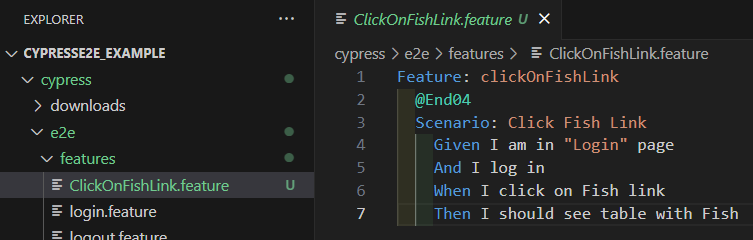 EXPLORER
CYPRESSE2E_EXAMPLE
cypress
downloads
e2e
features
ClickOnFishLink.feature U
login.feature
logout.feature
ClickOnFishLink.feature U
cypress > e2e > features > ClickOnFishLink.feature
1 Feature: clickOnFishLink
2 @End04
3 Scenario: Click Fish Link
4 Given I am in "Login" page
5 And I log in
6 When I click on Fish link
7 Then I should see table with Fish